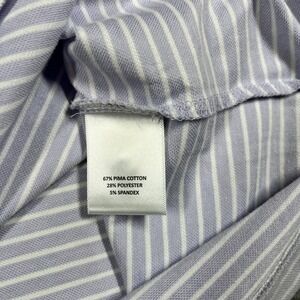 67% PIMA COTTON
28% POLYESTER
5% SPANDEX